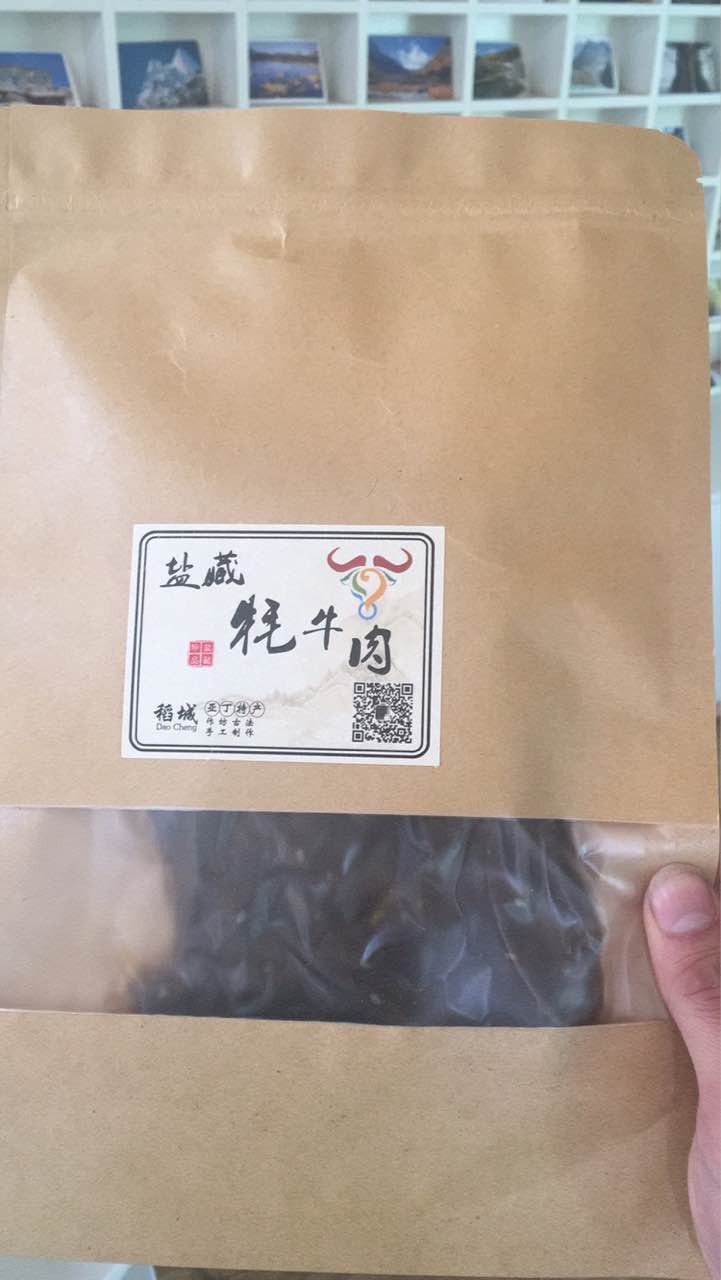 盐藏
牦牛肉
稻城
Dao Cheng
亚丁特产
作坊古法
手工制作